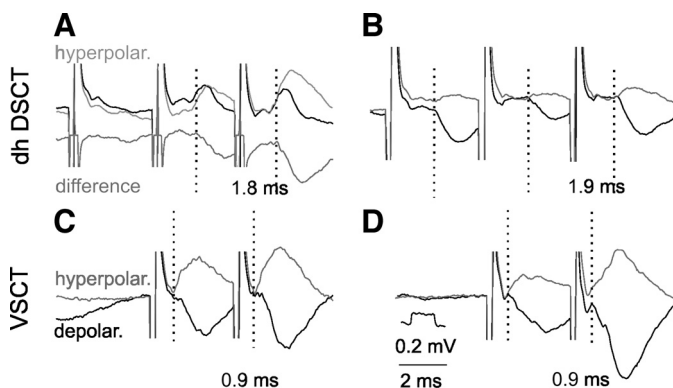 A
B
hyperpolar.
dh DSCT
difference
1.8 ms
1.9 ms
C
D
VSCT
hyperpolar.
depolar.
0.2 mV
2 ms
0.9 ms
0.9 ms